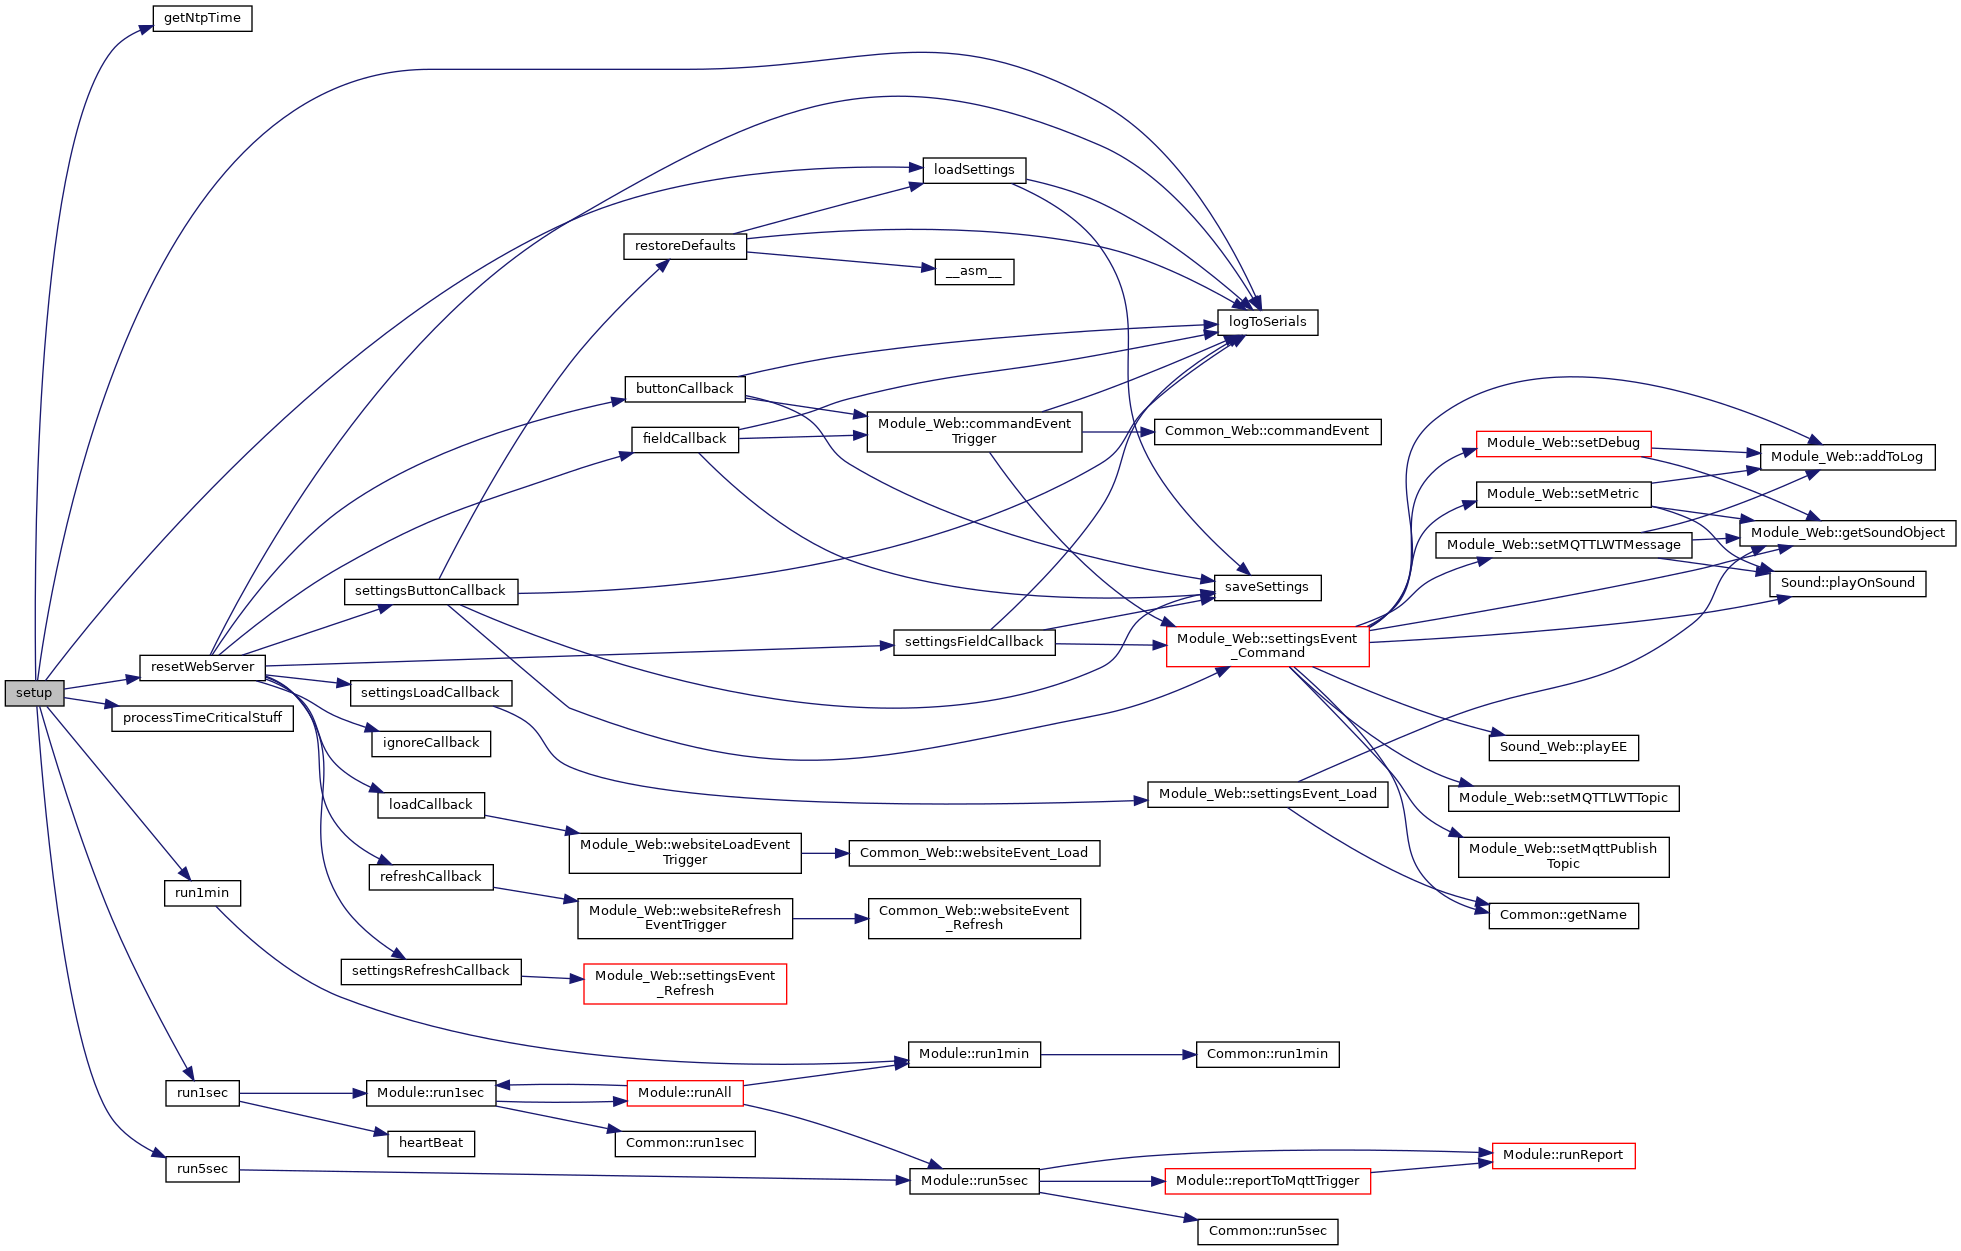 getNtpTime
loadSettings
restoreDefaults
__asm__
logToSerials
buttonCallback
Module_Web::commandEvent
Trigger
Common_Web::commandEvent
fieldCallback
Module_Web::setDebug
Module_Web::addToLog
Module_Web::setMetric
Module_Web::getSoundObject
Module_Web::setMQTTLWTMessage
Sound::playOnSound
settingsButtonCallback
saveSettings
settingsFieldCallback
Module_Web::settingsEvent
_Command
resetWebServer
setup
settingsLoadCallback
processTimeCriticalStuff
ignoreCallback
Sound_Web::playEE
loadCallback
Module_Web::settingsEvent_Load
Module_Web::setMQTTLWTTopic
Module_Web::websiteLoadEvent
Trigger
Common_Web::websiteEvent_Load
Module_Web::setMqttPublish
Topic
refreshCallback
run1min
Module_Web::websiteRefresh
EventTrigger
Common_Web::websiteEvent
_Refresh
Common::getName
settingsRefreshCallback
Module_Web::settingsEvent
_Refresh
Module::run1min
Common::run1min
run1sec
Module::run1sec
Module::runAll
heartBeat
Common::run1sec
run5sec
Module::run5sec
Module::reportToMqttTrigger
Module::runReport
Common::run5sec